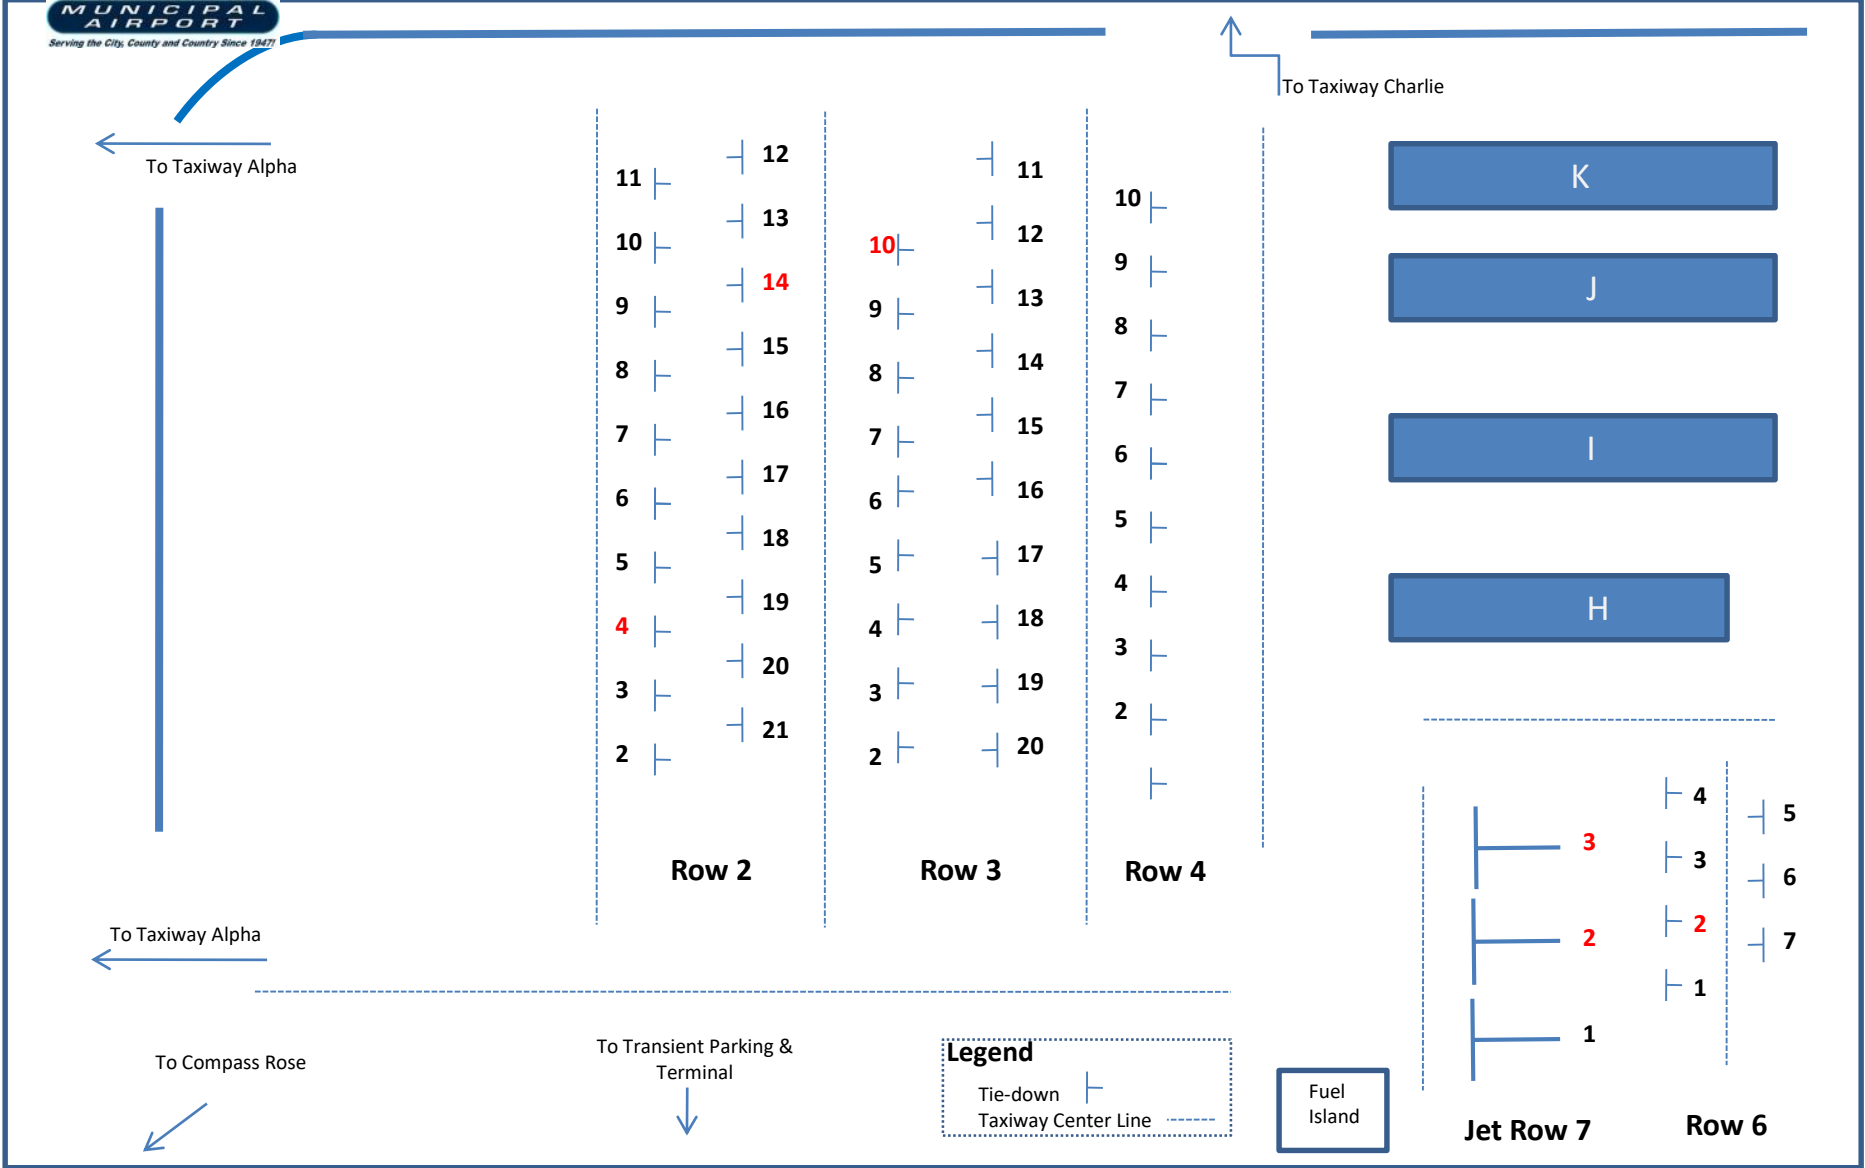 MUNICIPAL
AIRPORT
Serving the City, County and Country Since 1947!
To Taxiway Charlie
To Taxiway Alpha
11
10
9
8
7
6
5
4
3
2
12
13
14
15
16
17
18
19
20
21
Row 2
10
9
8
7
6
5
4
3
2
11
12
13
14
15
16
17
18
19
20
Row 3
10
9
8
7
6
5
4
3
2
Row 4
K
J
I
H
3
2
1
Jet Row 7
4
3
2
1
5
6
7
Row 6
To Taxiway Alpha
To Compass Rose
To Transient Parking &
Terminal
Legend
Tie-down
Taxiway Center Line
Fuel
Island